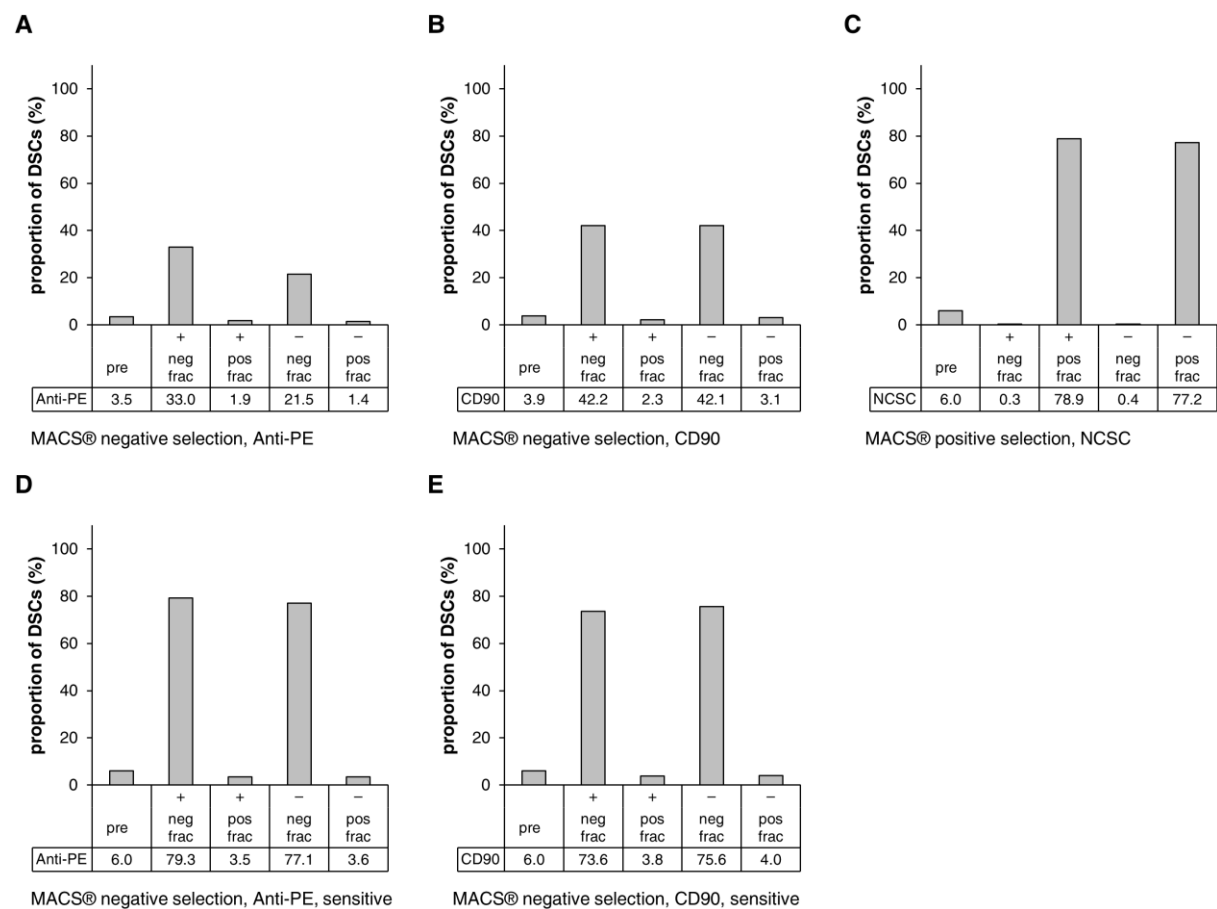 A
proportion of DSCs (%)
100
80
60
40
20
0
+ + – –
pre neg frac pos frac neg frac pos frac
Anti-PE 3.5 33.0 1.9 21.5 1.4
MACS® negative selection, Anti-PE
B
proportion of DSCs (%)
100
80
60
40
20
0
+ + – –
pre neg frac pos frac neg frac pos frac
CD90 3.9 42.2 2.3 42.1 3.1
MACS® negative selection, CD90
C
proportion of DSCs (%)
100
80
60
40
20
0
+ + – –
pre neg frac pos frac neg frac pos frac
NCSC 6.0 0.3 78.9 0.4 77.2
MACS® positive selection, NCSC
D
proportion of DSCs (%)
100
80
60
40
20
0
+ + – –
pre neg frac pos frac neg frac pos frac
Anti-PE 6.0 79.3 3.5 77.1 3.6
MACS® negative selection, Anti-PE, sensitive
E
proportion of DSCs (%)
100
80
60
40
20
0
+ + – –
pre neg frac pos frac neg frac pos frac
CD90 6.0 73.6 3.8 75.6 4.0
MACS® negative selection, CD90, sensitive